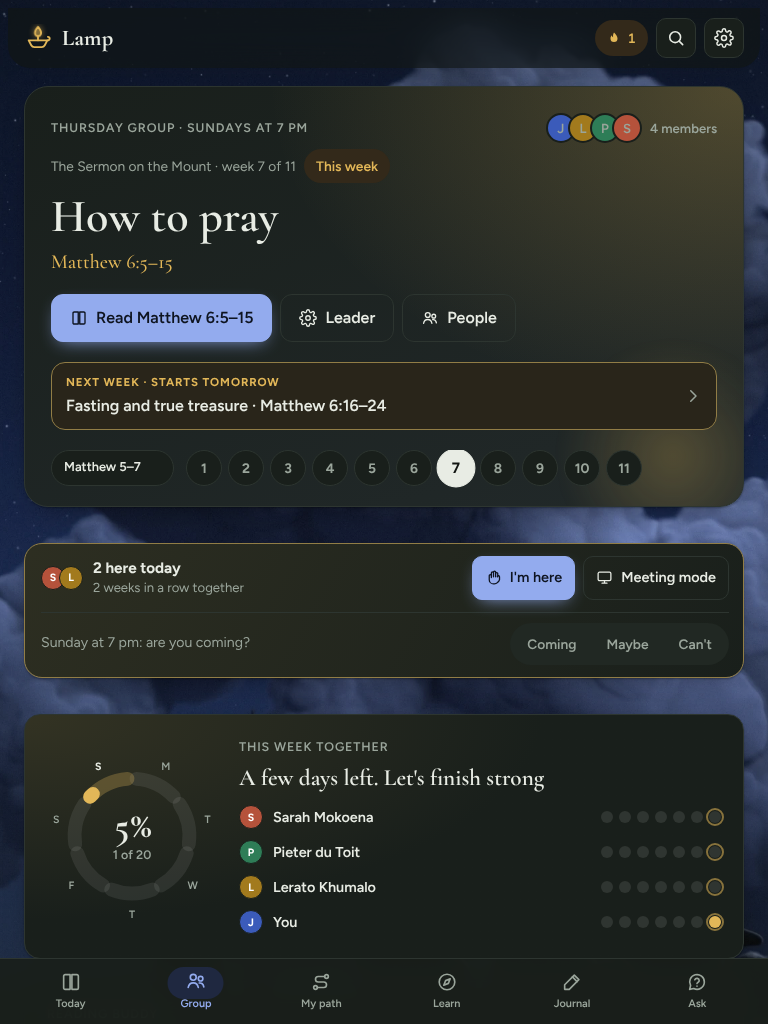 Lamp
1
THURSDAY GROUP · SUNDAYS AT 7 PM
J L P S 4 members
The Sermon on the Mount · week 7 of 11 This week
How to pray
Matthew 6:5–15
Read Matthew 6:5–15 Leader People
NEXT WEEK · STARTS TOMORROW
Fasting and true treasure · Matthew 6:16–24
Matthew 5–7 1 2 3 4 5 6 7 8 9 10 11
S L 2 here today
2 weeks in a row together
I'm here Meeting mode
Sunday at 7 pm: are you coming? Coming Maybe Can't
THIS WEEK TOGETHER
A few days left. Let's finish strong
S M
S T
5%
1 of 20
F W
T
S Sarah Mokoena
P Pieter du Toit
L Lerato Khumalo
J You
Today Group My path Learn Journal Ask